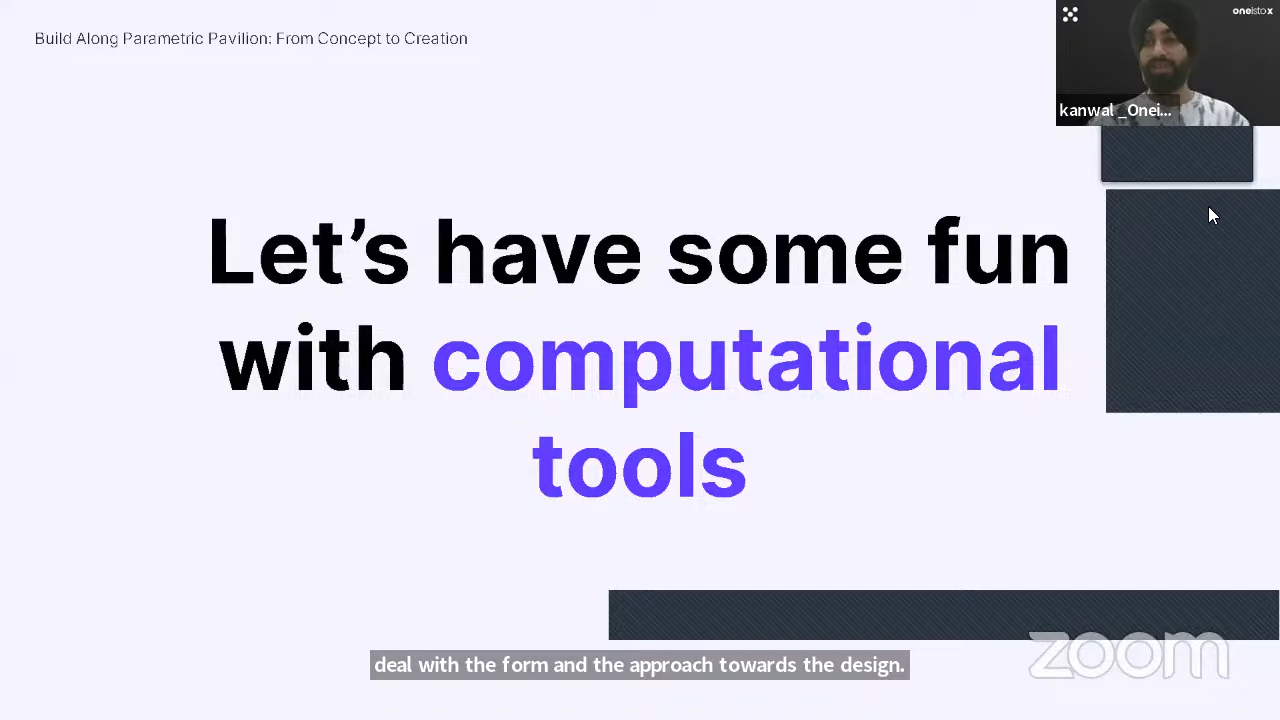 Build Along Parametric Pavilion: From Concept to Creation
oneistox
kanwal _Onei...
Let’s have some fun
with computational
tools
deal with the form and the approach towards the design.
zoom